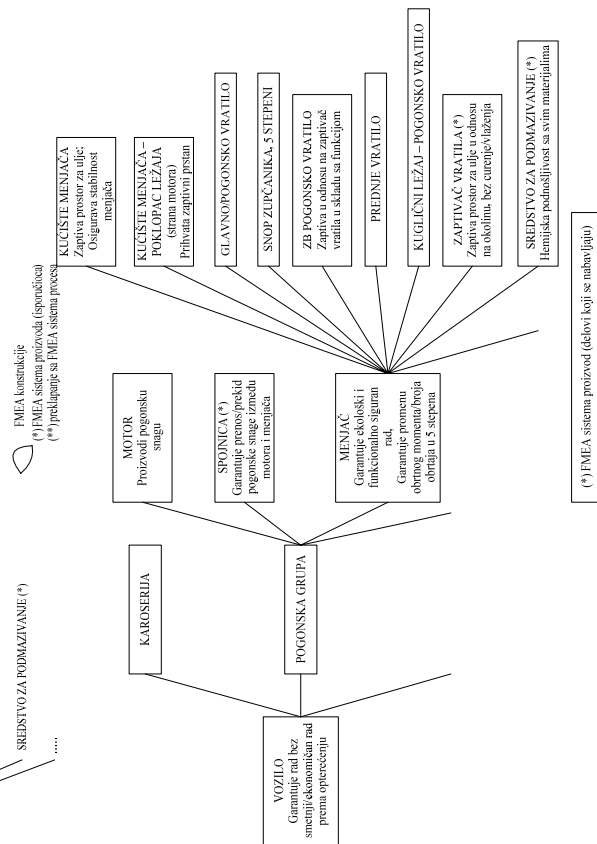 SREDSTVO ZA PODMAZIVANJE (*)
.....
FMEA konstrukcije
(*) FMEA sistema proizvoda (isporučioca)
(**) preklapanje sa FMEA sistema procesa
VOZILO
Garantuje rad bez
smetnji/ekonomičan rad
prema opterećenju
KAROSERIJA
POGONSKA GRUPA
MOTOR
Proizvodi pogonsku
snagu
SPOJNICA (*)
Garantuje prenos/prekid
pogonske snage između
motora i menjača
MENJAČ
Garantuje ekološki i
funkcionalno siguran
rad,
Garantuje promenu
obrtnog momenta/broja
obrtaja u 5 stepena
KUĆIŠTE MENJAČA
Zaptiva prostor za ulje;
Osigurava stabilnost
menjača
KUĆIŠTE MENJAČA –
POKLOPAC LEŽAJA
(strana motora)
Prihvata zaptivni prstan
GLAVNO/POGONSKO VRATILO
SNOP ZUPČANIKA, 5 STEPENI
ZB POGONSKO VRATILO
Zaptiva u odnosu na zaptivač
vratila u skladu sa funkcijom
PREDNJE VRATILO
KUGLIČNI LEŽAJ – POGONSKO VRATILO
ZAPTIVAČ VRATILA (*)
Zaptiva prostor za ulje u odnosu
na okolinu, bez curenje/vlaženja
SREDSTVO ZA PODMAZIVANJE (*)
Hemijska podnošljivost sa svim materijalima
(*) FMEA sistema proizvod (delovi koji se nabavljaju)